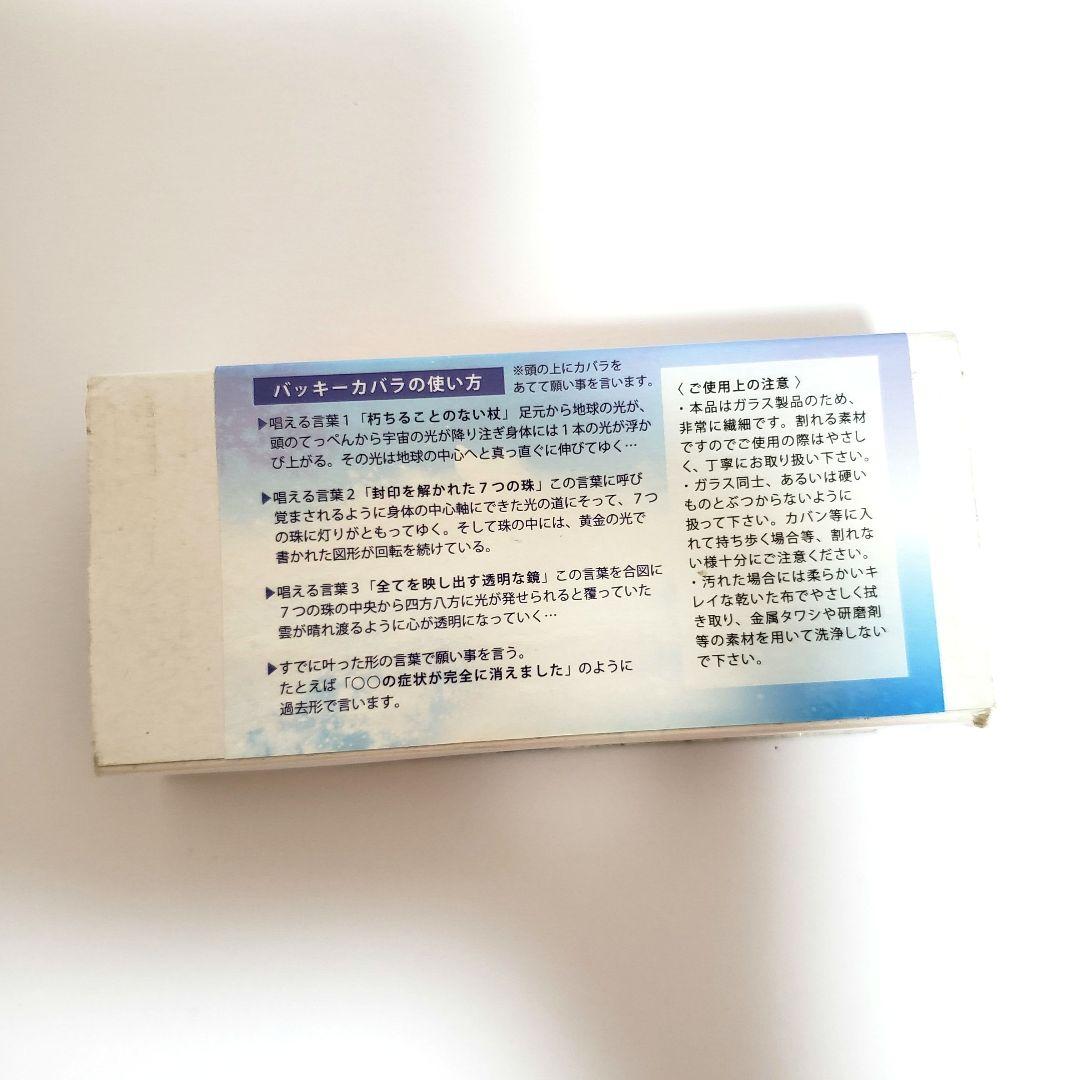 バッキーカバラの使い方
※頭の上にカバラを
あてて願い事を言います。
▶唱える言葉1「朽ちることのない杖」足元から地球の光が、
頭のてっぺんから宇宙の光が降り注ぎ身体には1本の光が浮か
び上がる。その光は地球の中心へと真っ直ぐに伸びてゆく…
▶唱える言葉2「封印を解かれた7つの珠」この言葉に呼び
覚まされるように身体の中心軸にできた光の道にそって、7つ
の珠に灯りがともってゆく。そして珠の中には、黄金の光で
書かれた図形が回転を続けている。
▶唱える言葉3「全てを映し出す透明な鏡」この言葉を合図に
7つの珠の中央から四方八方に光が発せられると覆っていた
雲が晴れ渡るように心が透明になっていく…
▶すでに叶った形の言葉で願い事を言う。
たとえば「○○の症状が完全に消えました」のように
過去形で言います。
〈ご使用上の注意〉
・本品はガラス製品のため、
非常に繊細です。割れる素材
ですのでご使用の際はやさし
く、丁寧にお取り扱い下さい。
・ガラス同士、あるいは硬い
ものとぶつからないように
扱って下さい。カバン等に入
れて持ち歩く場合等、割れな
い様十分にご注意ください。
・汚れた場合には柔らかいキ
レイな乾いた布でやさしく拭
き取り、金属タワシや研磨剤
等の素材を用いて洗浄しない
で下さい。